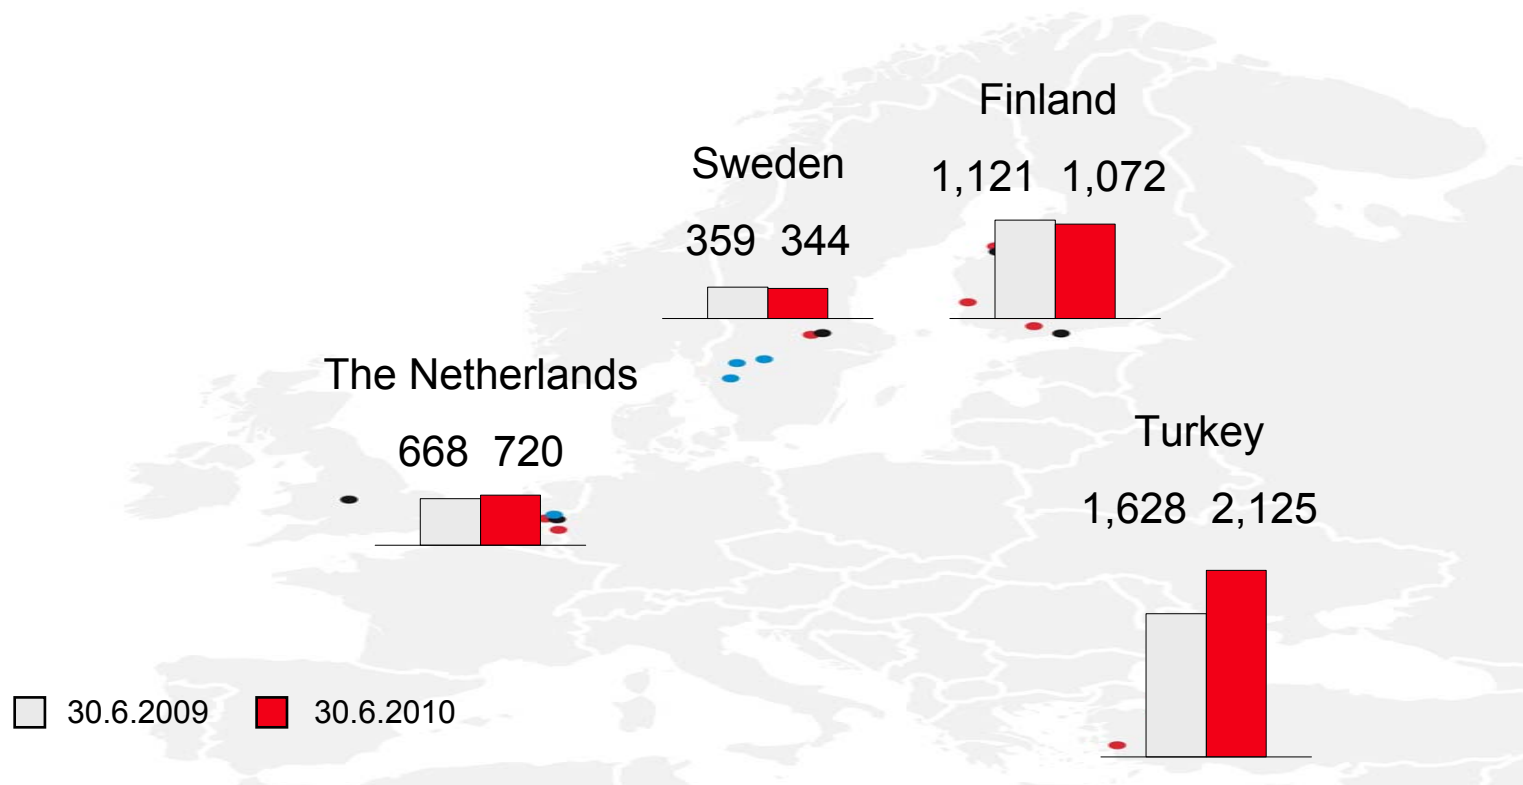 Finland
1,121 1,072
Sweden
359 344
The Netherlands
668 720
Turkey
1,628 2,125
30.6.2009 30.6.2010